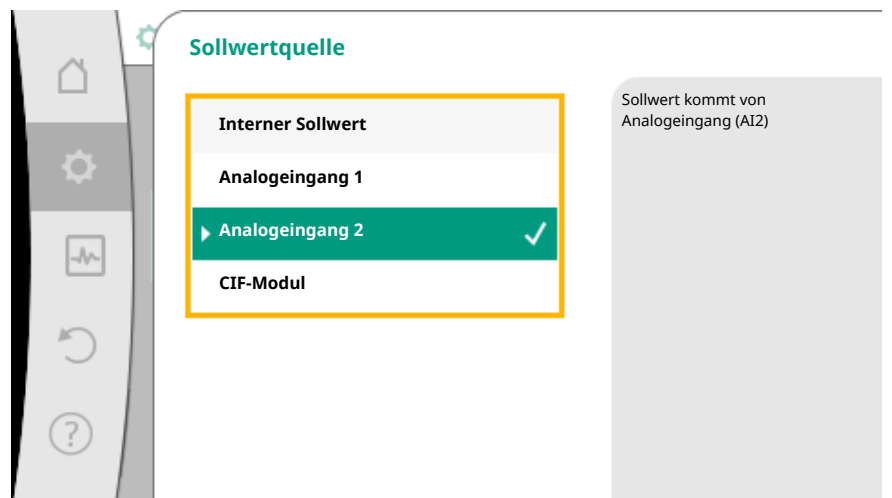 Sollwertquelle
Interner Sollwert
Analogeingang 1
Analogeingang 2
CIF-Modul
Sollwert kommt von
Analogeingang (AI2)
?